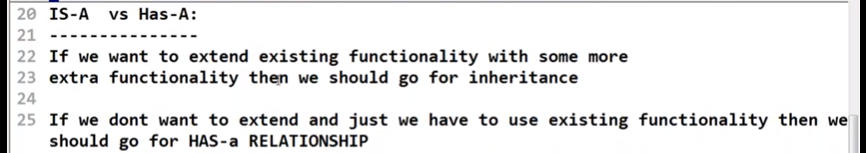 20 IS-A  vs Has-A:
21 ---------------
22 If we want to extend existing functionality with some more
23 extra functionality then we should go for inheritance
24
25 If we dont want to extend and just we have to use existing functionality then we
should go for HAS-a RELATIONSHIP